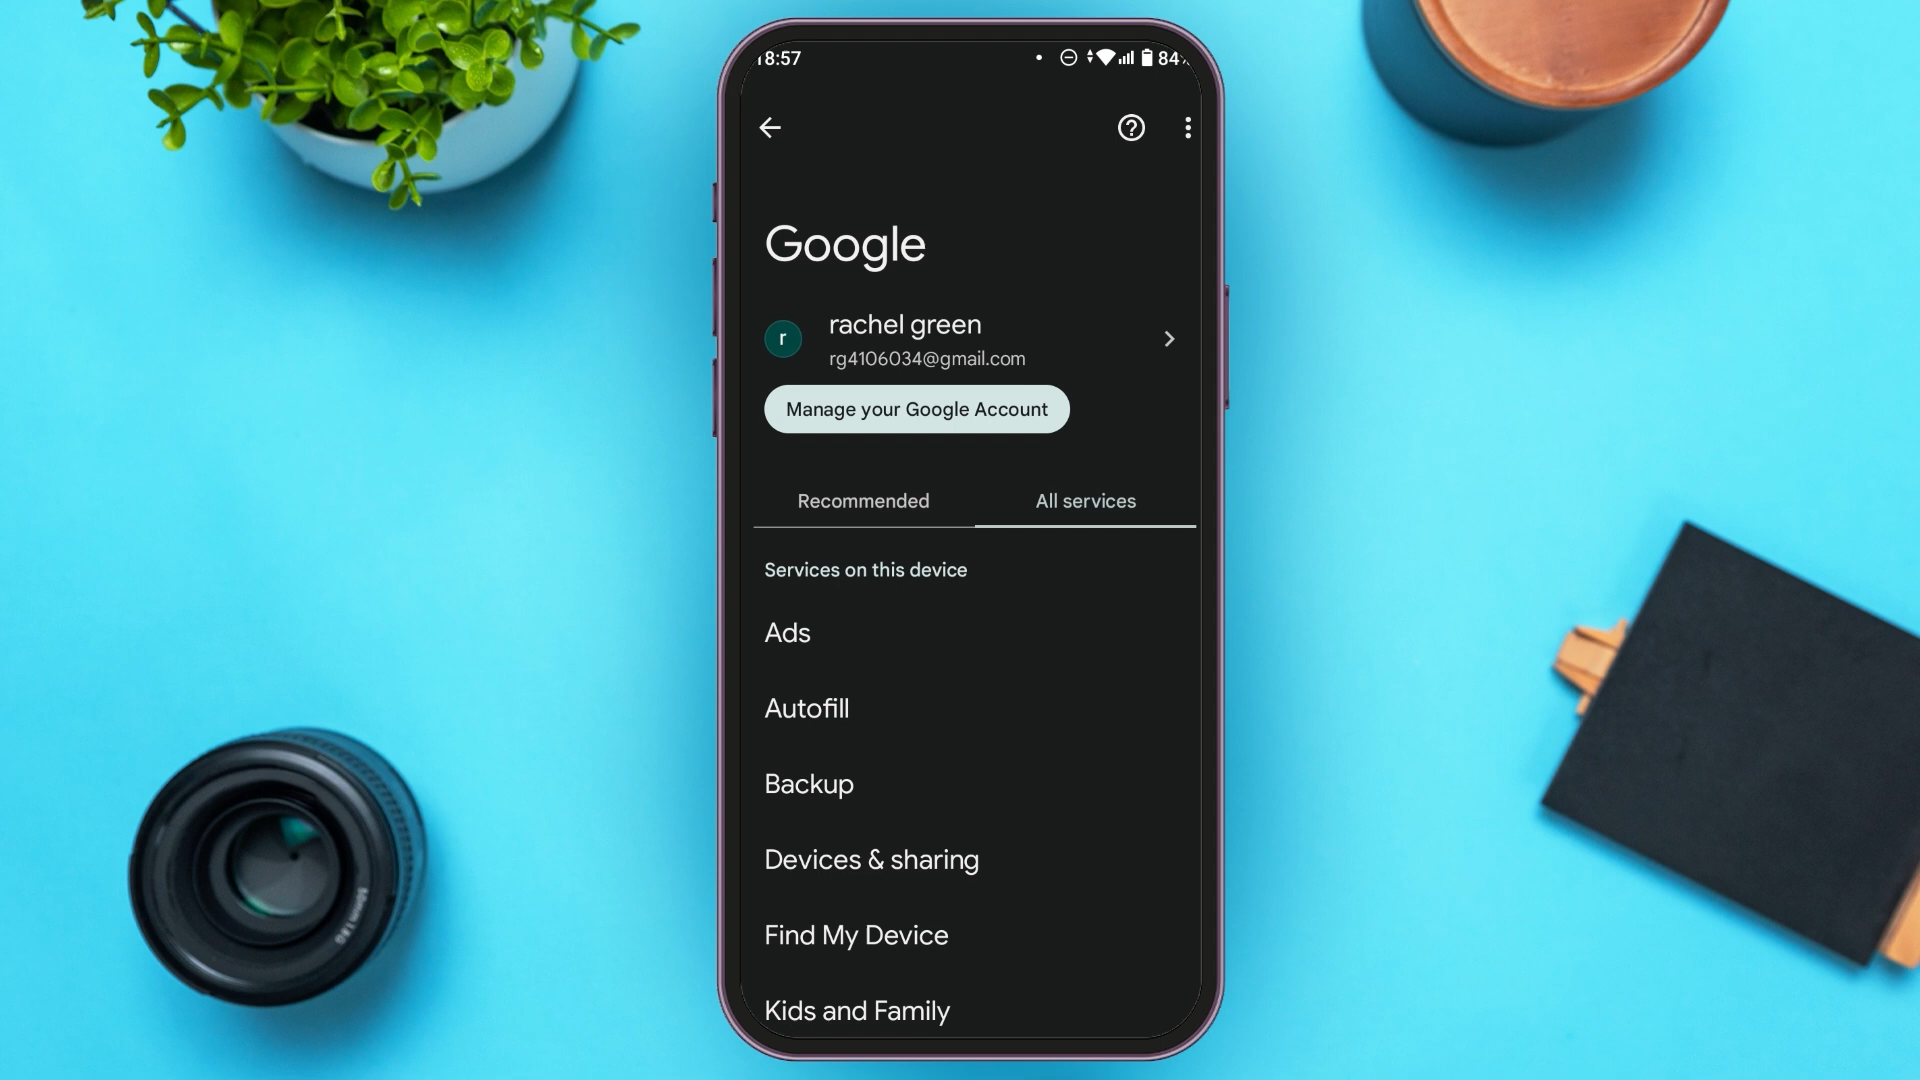 18:57
84
Google
r
rachel green
rg4106034@gmail.com
Manage your Google Account
Recommended
All services
Services on this device
Ads
Autofill
Backup
Devices & sharing
Find My Device
Kids and Family